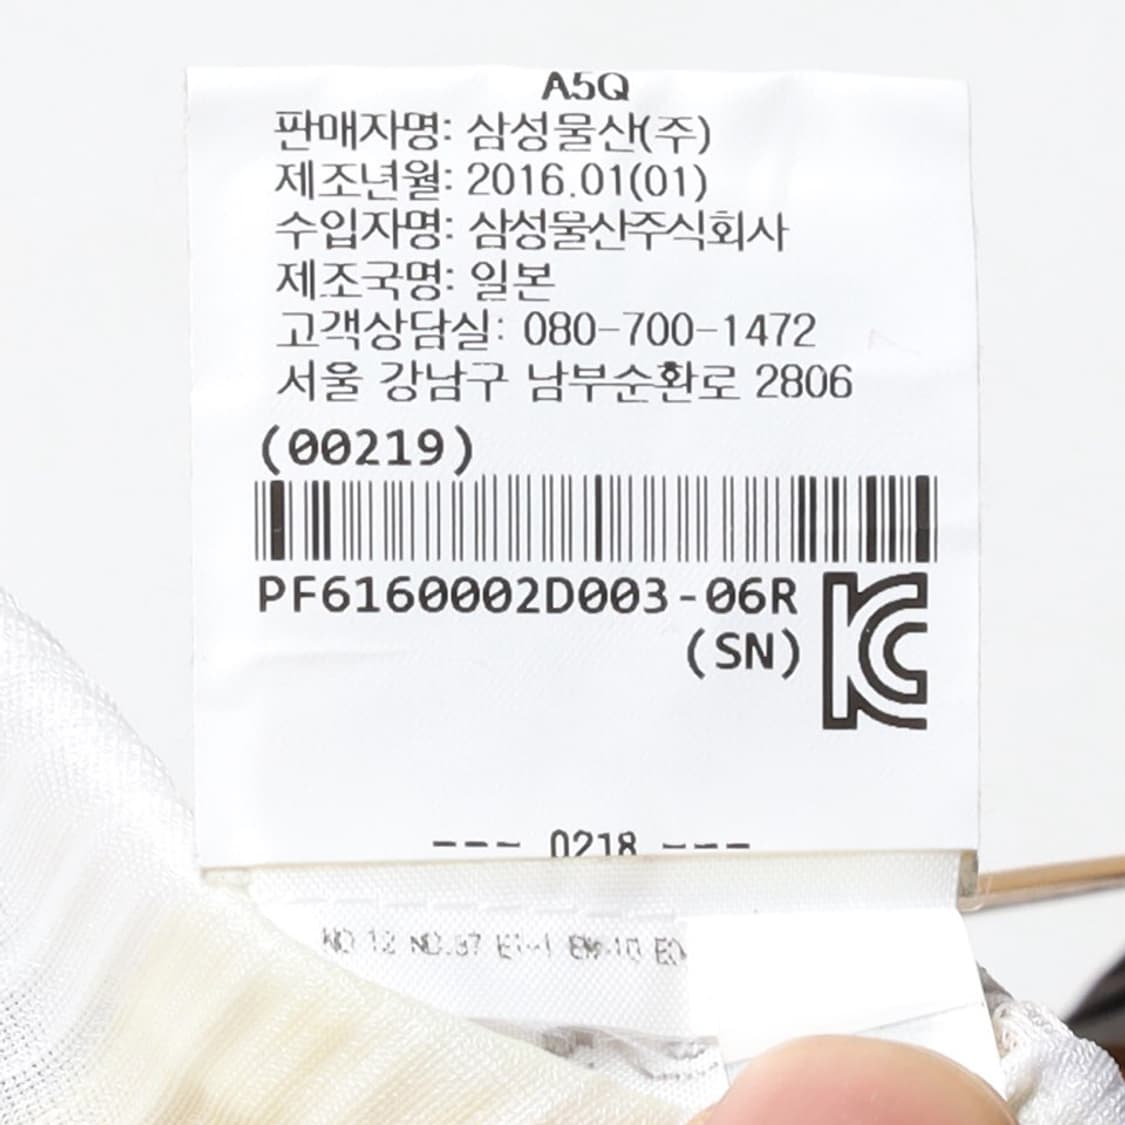 A5Q
판매자명: 삼성물산(주)
제조년월: 2016.01(01)
수입자명: 삼성물산주식회사
제조국명: 일본
고객상담실: 080-700-1472
서울 강남구 남부순환로 2806
(00219)
PF6160002D003-06R
(SN)
KC
--- 0218 ---